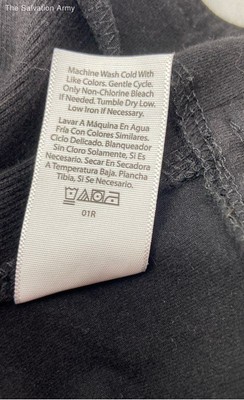 The Salvation Army
Machine Wash Cold With
Like Colors. Gentle Cycle.
Only Non-Chlorine Bleach
If Needed. Tumble Dry Low.
Low Iron If Necessary.
Lavar A Máquina En Agua
Fría Con Colores Similares.
Ciclo Delicado. Blanqueador
Sin Cloro Solamente, Si Es
Necesario. Secar En Secadora
A Temperatura Baja. Plancha
Tibia, Si Se Necesario.
01R